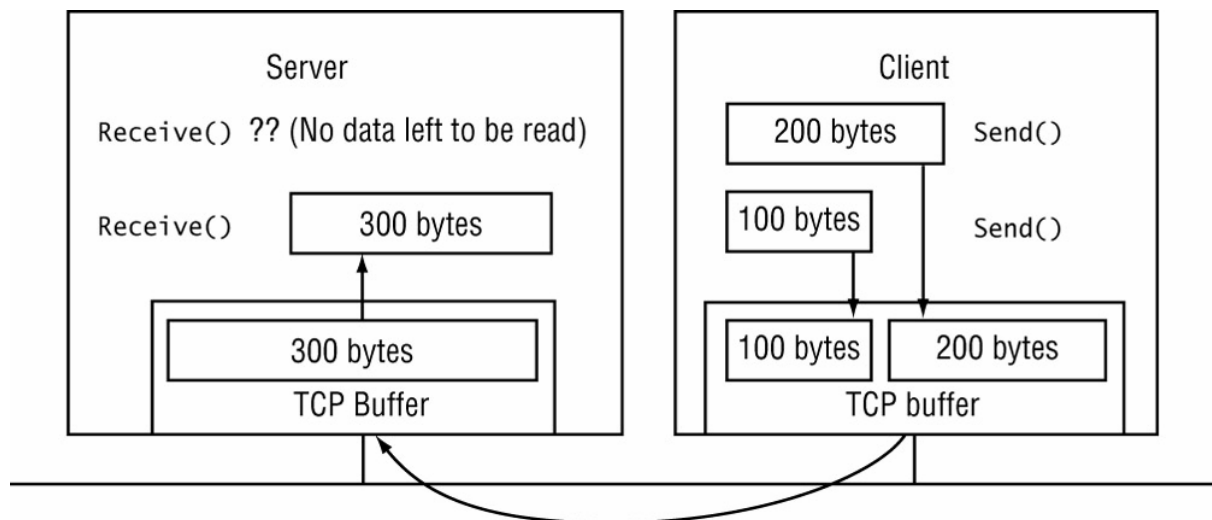 Server
Receive() ?? (No data left to be read)
Receive()
300 bytes
300 bytes
TCP Buffer
Client
200 bytes
Send()
100 bytes
Send()
100 bytes
200 bytes
TCP buffer